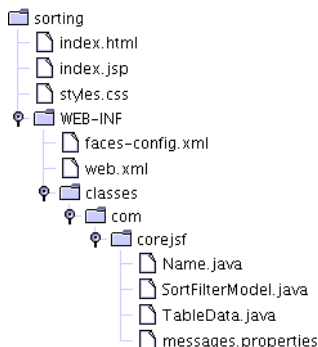 sorting
index.html
index.jsp
styles.css
WEB-INF
faces-config.xml
web.xml
classes
com
corejsf
Name.java
SortFilterModel.java
TableData.java
messages.properties